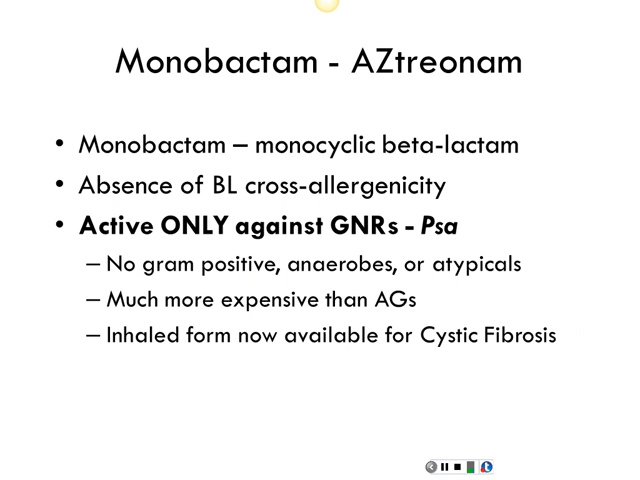 Monobactam - AZtreonam
• Monobactam – monocyclic beta-lactam
• Absence of BL cross-allergenicity
• Active ONLY against GNRs - Psa
– No gram positive, anaerobes, or atypicals
– Much more expensive than AGs
– Inhaled form now available for Cystic Fibrosis
t